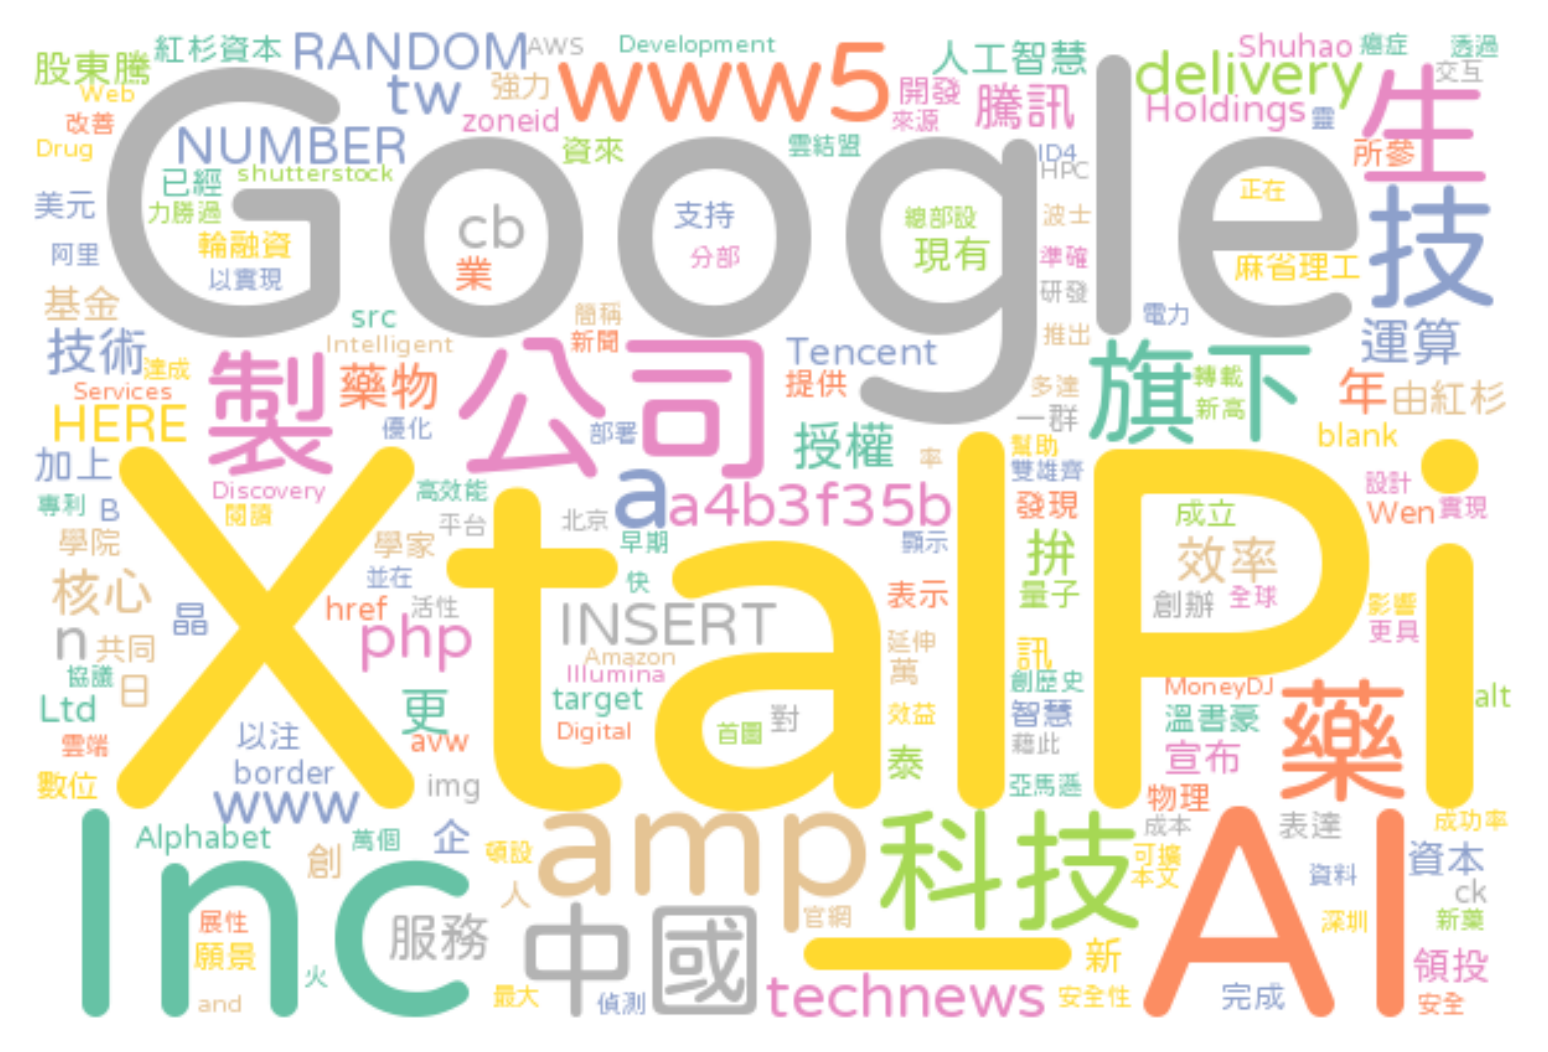 股東騰 紅杉資本 RANDOM AWS Development 人工智慧 Shuhao 癌症 透過
Web tw 強力 www5 開發 騰訊 delivery 交互 生
改善 NUMBER zoneid 資來 雲結盟 來源 Holdings 靈
Drug 已經 shutterstock ID4 HPC 所參
Google
美元 力勝過 cb 支持 總部設 波士 正在 技
阿里 輪融資 業 分部 現有 準確 麻省理工
基金 以實現 簡稱 研發 電力
技術 src Intelligent 新聞 Tencent 推出 運算
達成 製 藥物 公司 提供 多達 旗下 轉載 年 由紅杉
Services 一群 新高
HERE 優化 部署 授權 率 幫助 blank
加上 Discovery 高效能 a aa4b3f35b 雙雄齊 設計
專利 B 閱讀 平台 北京 發現 成立 Wen 實現
XtalPi
學院 學家 早期 顯示 拚 效率
核心 晶 並在 快 表示 量子 創辦 全球 影響
n 共同 href 活性 INSERT 延伸 更具
php Amazon 訊
協議 日 Illumina 萬 創歷史 MoneyDJ
Ltd 更 target 效益 智慧 溫書豪 藥 alt
雲端 以注 avw Digital 首圖 對 藉此 宣布
數位 border img 泰 亞馬遜 物理
www
Inc Alphabet 萬個 企 頓設 amp 科技 成本 AI 表達 成功率
創 人 可擴 資料 資本
本文 ck
展性 服務 中國 官網 深圳 新藥
願景 一 新 領投
火 and 最大 偵測 technews 安全性 完成 安全